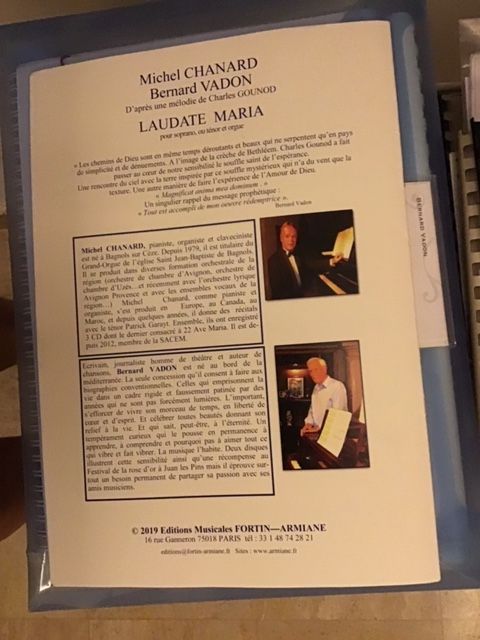 Michel CHANARD
Bernard VADON
D'après une mélodie de Charles GOUNOD
LAUDATE MARIA
pour soprano, ou ténor et orgue
« Les chemins de Dieu sont en même temps déroutants et beaux qui ne serpentent qu'en pays
de simplicité et de dénuements. A l'image de la crèche de Bethléem. Charles Gounod a fait
passer au cœur de notre sensibilité le souffle saint de l'espérance.
Une rencontre du ciel avec la terre inspirée par ce souffle mystérieux qui n'a du vent que la
texture. Une autre manière de faire l'expérience de l'Amour de Dieu.
« Magnificat anima mea dominum . »
Un singulier rappel du message prophétique :
« Tout est accompli de mon oeuvre rédemptrice ».
Bernard Vadon
Michel CHANARD, pianiste, organiste et claveciniste
est né à Bagnols sur Cèze. Depuis 1979, il est titulaire du
Grand-Orgue de l'église Saint Jean-Baptiste de Bagnols.
Il se produit dans diverses formation orchestrale de la
région (orchestre de chambre d'Avignon, orchestre de
chambre d'Uzès…et récemment avec l'orchestre lyrique
Avignon Provence et avec les ensembles vocaux de la
région…) Michel Chanard, comme pianiste et
organiste, s'est produit en Europe, au Canada, au
Maroc, et depuis quelques années, il donne des récitals
avec le ténor Patrick Garayt. Ensemble, ils ont enregistré
3 CD dont le dernier consacré à 22 Ave Maria. Il est de-
puis 2012, membre de la SACEM.
Ecrivain, journaliste homme de théâtre et auteur de
chansons, Bernard VADON est né au bord de la
méditerranée. La seule concession qu'il consent à faire aux
biographies conventionnelles. Celles qui emprisonnent la
vie dans un cadre rigide et faussement patinée par des
années qui ne sont pas forcément lumières. L'important,
s'efforcer de vivre son morceau de temps, en liberté de
cœur et d'esprit. Et célébrer toutes beautés donnant son
relief à la vie. Et qui sait, peut-être, à l'éternité. Un
tempérament curieux qui le pousse en permanence à
apprendre, à comprendre et pourquoi pas à aimer tout ce
qui vibre et fait vibrer. La musique l'habite. Deux disques
illustrent cette sensibilité ainsi qu'une récompense au
Festival de la rose d'or à Juan les Pins mais il éprouve sur-
tout un besoin permanent de partager sa passion avec ses
amis musiciens.
© 2019 Editions Musicales FORTIN—ARMIANE
16 rue Ganneron 75018 PARIS tél : 33 1 48 74 28 21
editions@fortin-armiane.fr Sites : www.armiane.fr
BERNARD VADON